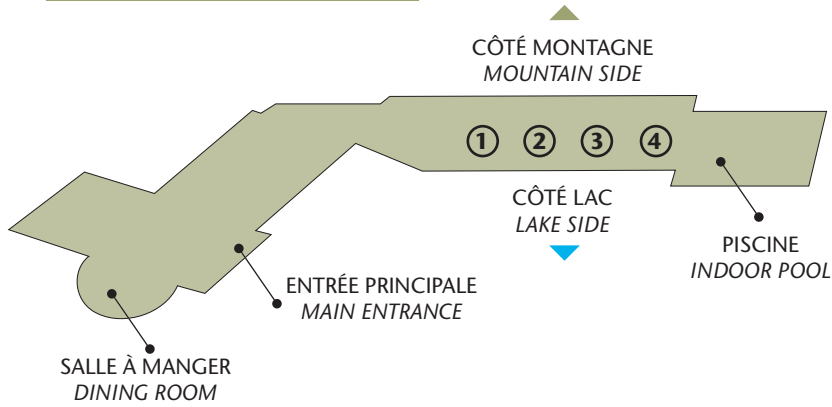 CÔTÉ MONTAGNE
MOUNTAIN SIDE
1 2 3 4
CÔTÉ LAC
LAKE SIDE
PISCINE
INDOOR POOL
ENTRÉE PRINCIPALE
MAIN ENTRANCE
SALLE À MANGER
DINING ROOM